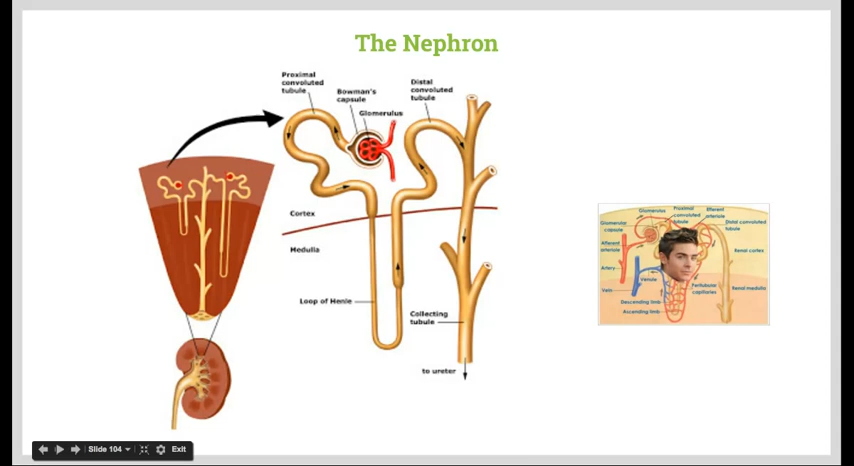 The Nephron
Proximal
convoluted
tubule
Bowman's
capsule
Glomerulus
Distal
convoluted
tubule
Cortex
Medulla
Loop of Henle
Collecting
tubule
to ureter
Glomerulus
Proximal
convoluted
tubule
Efferent
arteriole
Glomerular
capsule
Distal convoluted
tubule
Afferent
arteriole
Renal cortex
Artery
Venule
Peritubular
capillaries
Vein
Renal medulla
Descending limb
Ascending limb
Slide 104
Exit